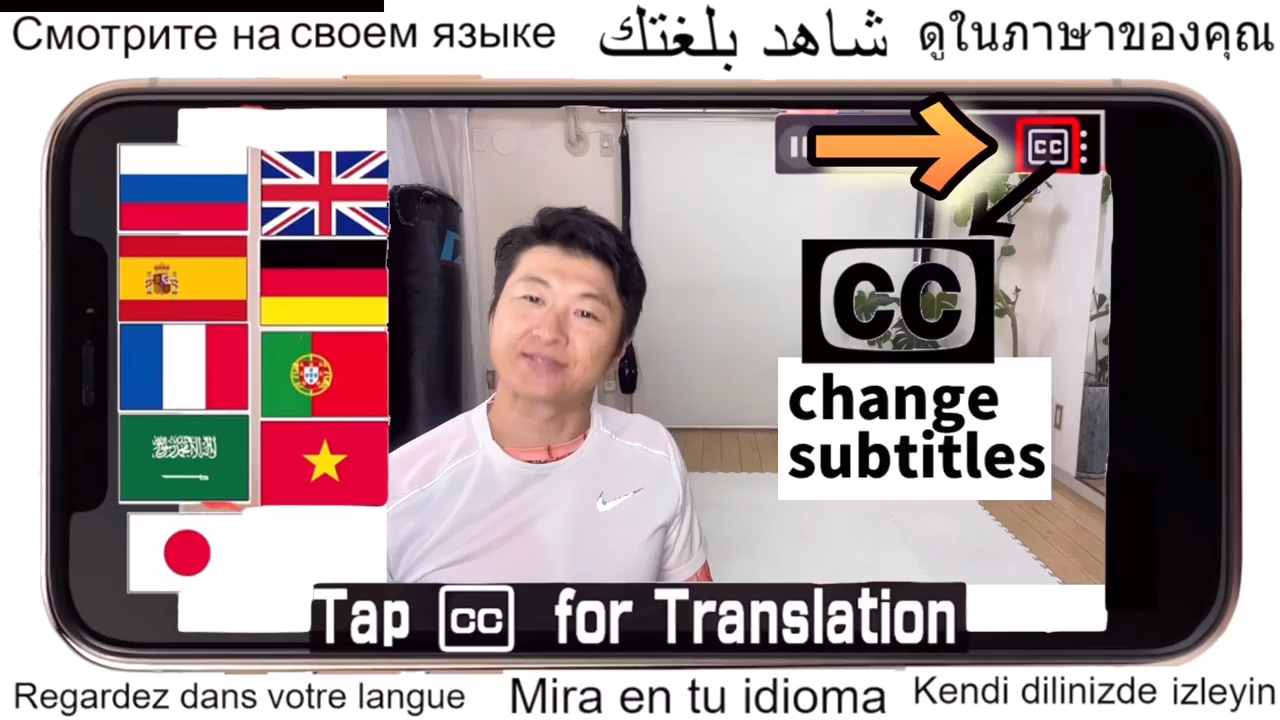 Смотрите на своем языке
شاهد بلغتك
ดูในภาษาของคุณ
CC
CC
change
subtitles
Tap CC for Translation
Regardez dans votre langue
Mira en tu idioma
Kendi dilinizde izleyin